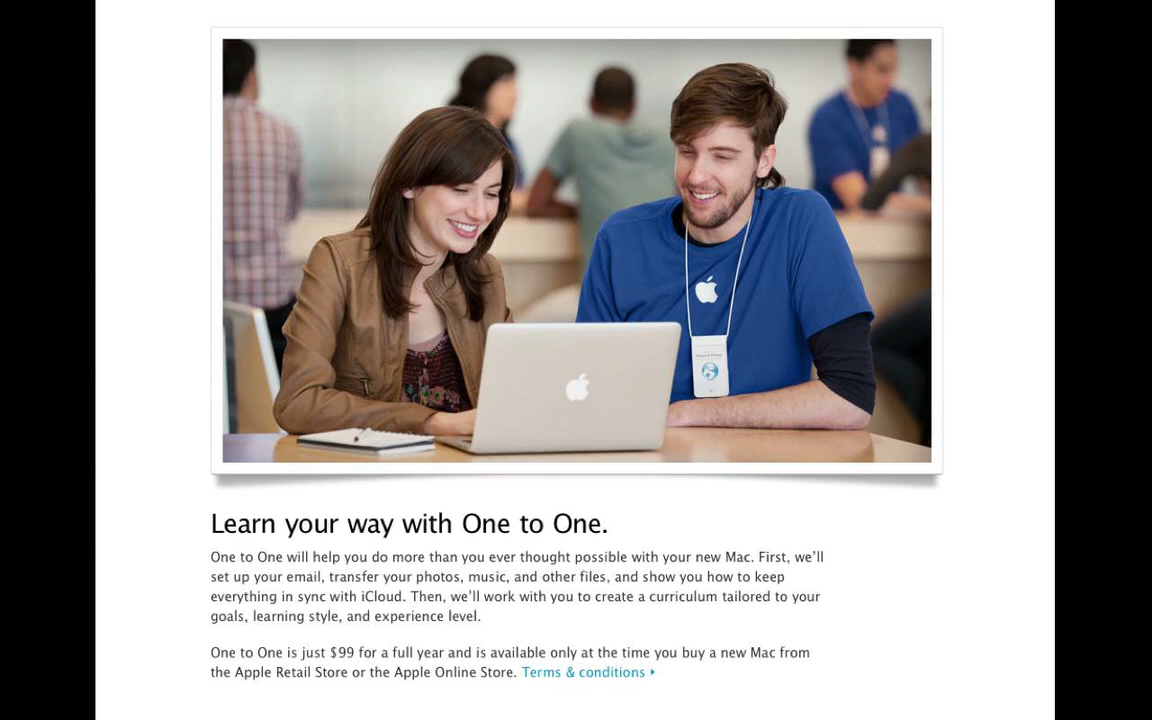 Learn your way with One to One.
One to One will help you do more than you ever thought possible with your new Mac. First, we'll
set up your email, transfer your photos, music, and other files, and show you how to keep
everything in sync with iCloud. Then, we'll work with you to create a curriculum tailored to your
goals, learning style, and experience level.
One to One is just $99 for a full year and is available only at the time you buy a new Mac from
the Apple Retail Store or the Apple Online Store. Terms & conditions ▸